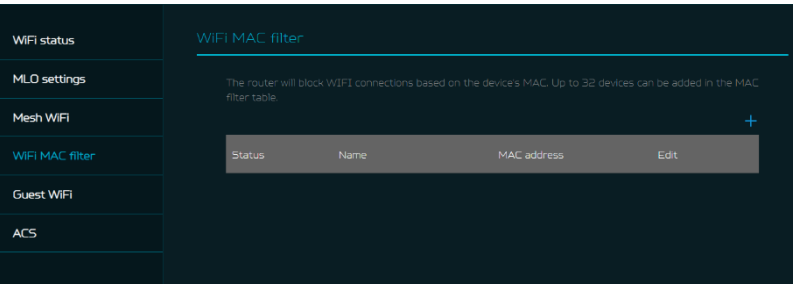 WiFi status
MLO settings
Mesh WiFi
WiFi MAC filter
Guest WiFi
ACS
WiFi MAC filter
The router will block WIFI connections based on the device's MAC. Up to 32 devices can be added in the MAC
filter table.
+
Status Name MAC address Edit